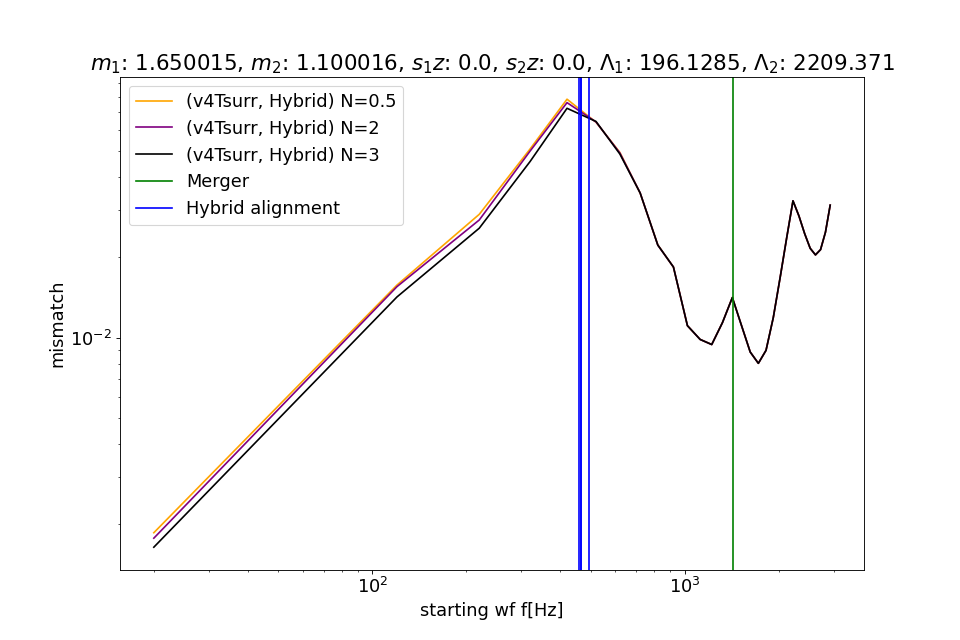 m₁: 1.650015, m₂: 1.100016, s₁z: 0.0, s₂z: 0.0, Λ₁: 196.1285, Λ₂: 2209.371
(v4Tsurr, Hybrid) N=0.5
(v4Tsurr, Hybrid) N=2
(v4Tsurr, Hybrid) N=3
Merger
Hybrid alignment
mismatch
10⁻²
10² 10³
starting wf f[Hz]